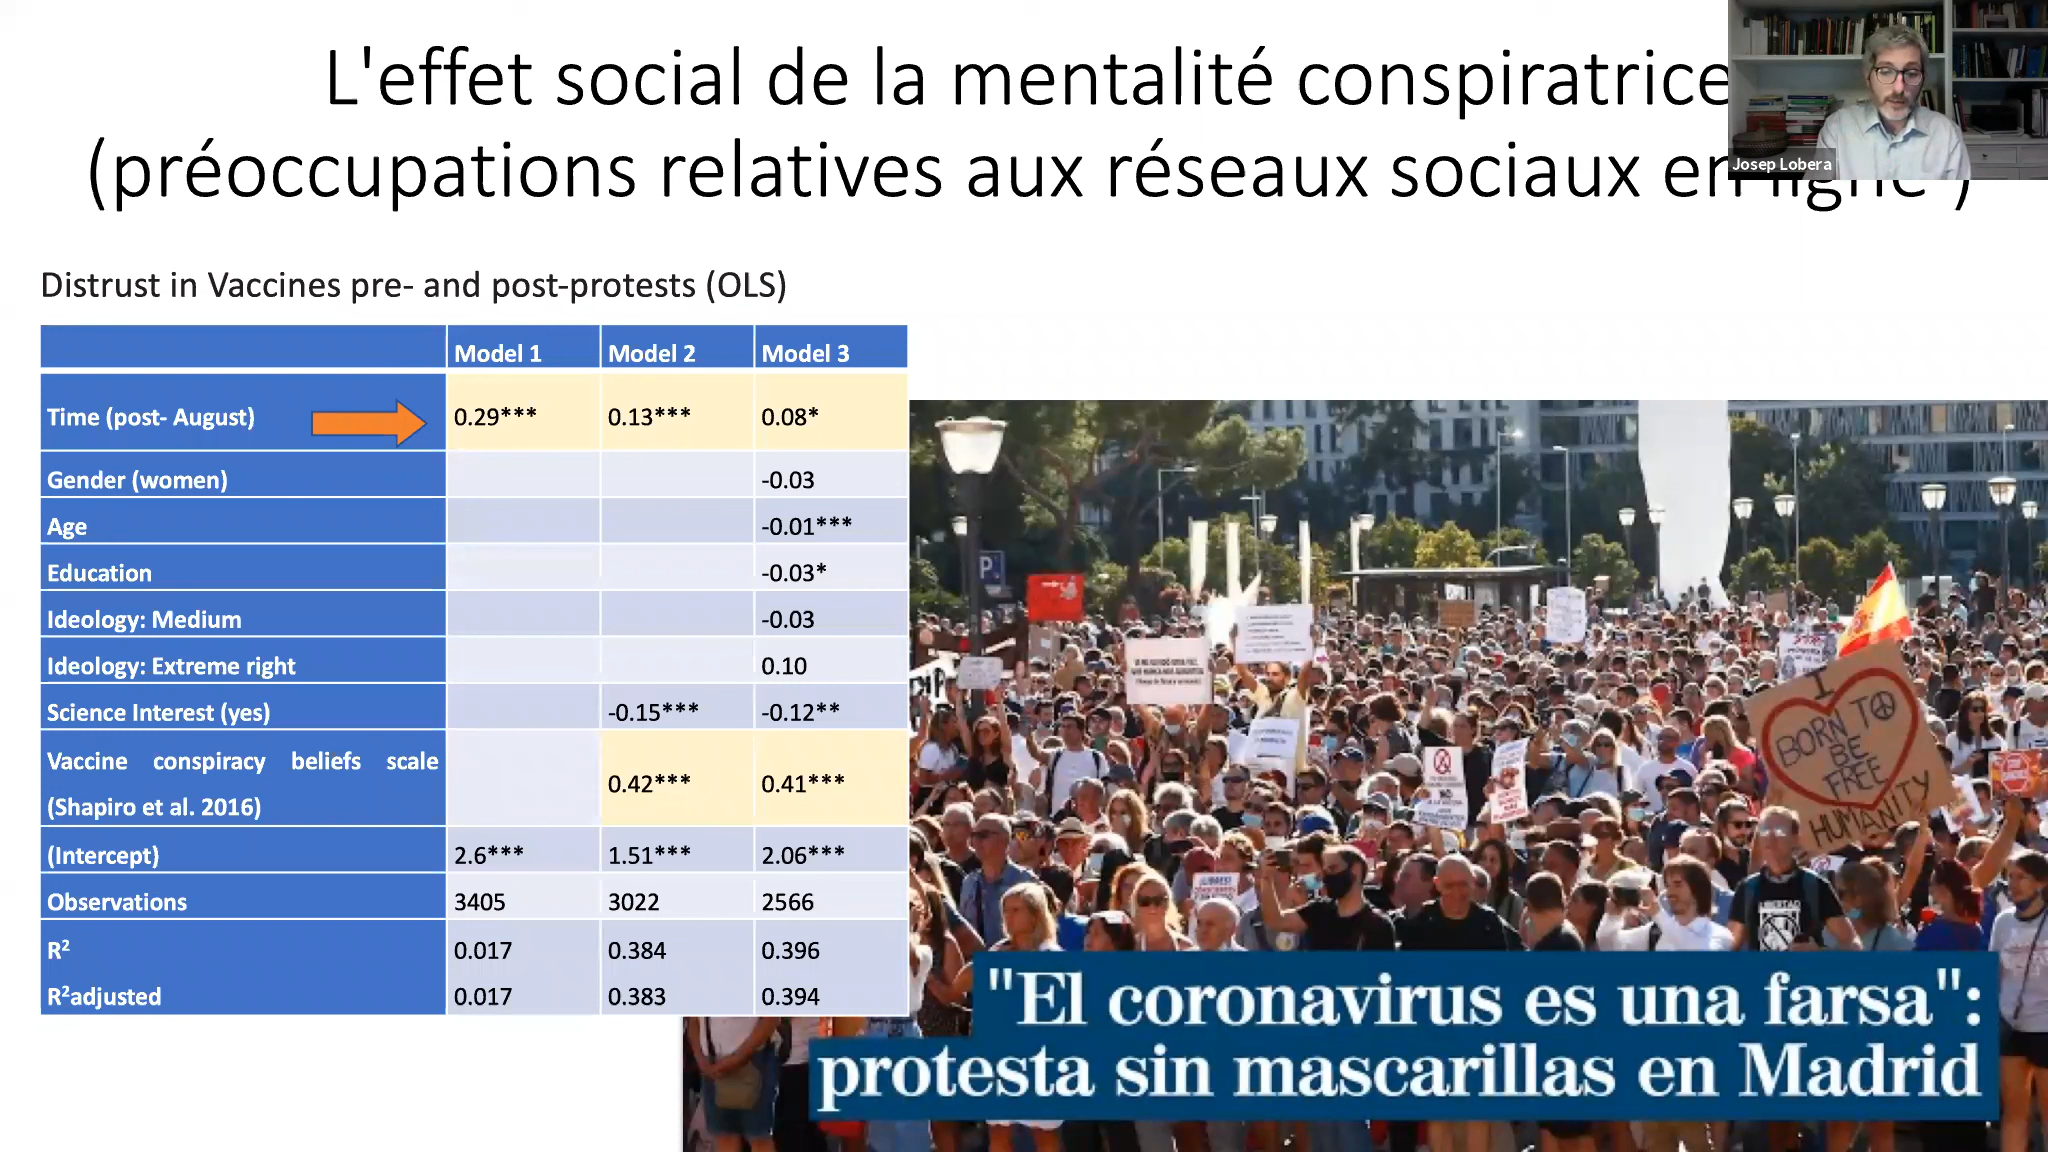 L'effet social de la mentalité conspiratrice
(préoccupations relatives aux réseaux sociaux en ligne )
Josep Lobera
Distrust in Vaccines pre- and post-protests (OLS)
Model 1 Model 2 Model 3
Time (post- August) 0.29*** 0.13*** 0.08*
Gender (women) -0.03
Age -0.01***
Education -0.03*
Ideology: Medium -0.03
Ideology: Extreme right 0.10
Science Interest (yes) -0.15*** -0.12**
Vaccine conspiracy beliefs scale
(Shapiro et al. 2016) 0.42*** 0.41***
(Intercept) 2.6*** 1.51*** 2.06***
Observations 3405 3022 2566
R² 0.017 0.384 0.396
R²adjusted 0.017 0.383 0.394
P
I
BORN TO
BE
FREE
HUMANITY
LIBERTAD
"El coronavirus es una farsa":
protesta sin mascarillas en Madrid